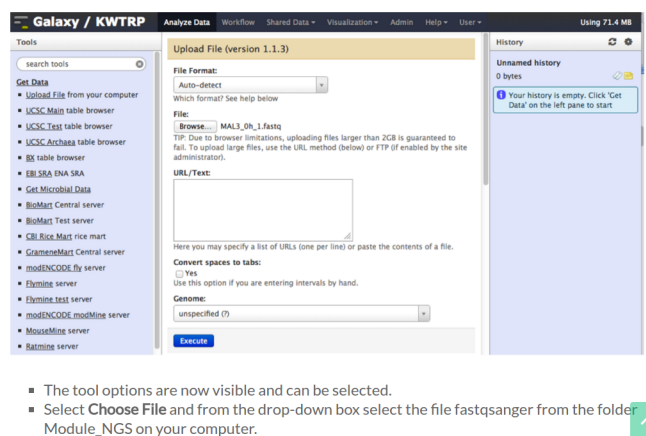 Galaxy / KWTRP
Analyze Data Workflow Shared Data Visualization Admin Help User Using 71.4 MB
Tools
search tools
Get Data
Upload File from your computer
UCSC Main table browser
UCSC Test table browser
UCSC Archaea table browser
BX table browser
EBI SRA ENA SRA
Get Microbial Data
BioMart Central server
BioMart Test server
CBI Rice Mart rice mart
GrameneMart Central server
modENCODE fly server
Flymine server
Flymine test server
modENCODE modMine server
MouseMine server
Ratmine server
Upload File (version 1.1.3)
File Format:
Auto-detect
Which format? See help below
File:
Browse... MAL3_0h_1.fastq
TIP: Due to browser limitations, uploading files larger than 2GB is guaranteed to
fail. To upload large files, use the URL method (below) or FTP (if enabled by the site
administrator).
URL/Text:
Here you may specify a list of URLs (one per line) or paste the contents of a file.
Convert spaces to tabs:
Yes
Use this option if you are entering intervals by hand.
Genome:
unspecified (?)
Execute
History
Unnamed history
0 bytes
Your history is empty. Click 'Get
Data' on the left pane to start
The tool options are now visible and can be selected.
Select Choose File and from the drop-down box select the file fastqsanger from the folder
Module_NGS on your computer.